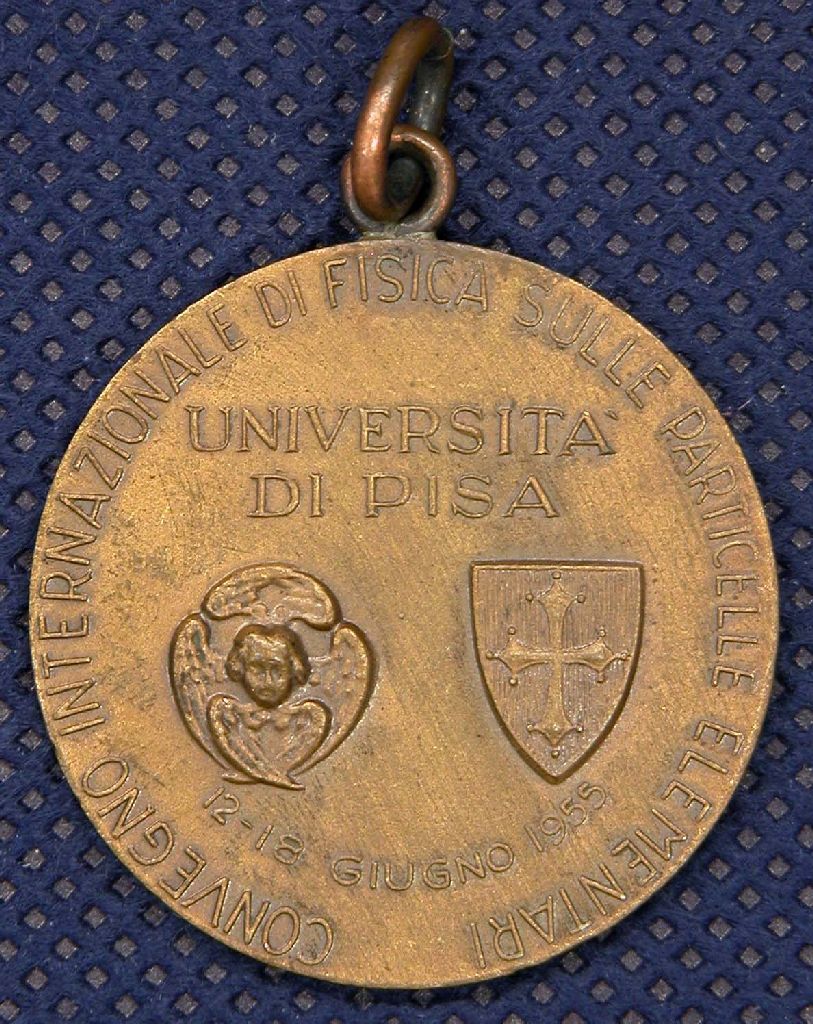 CONVEGNO INTERNAZIONALE DI FISICA SULLE PARTICELLE ELEMENTARI
UNIVERSITA'
DI PISA
12-18 GIUGNO 1955